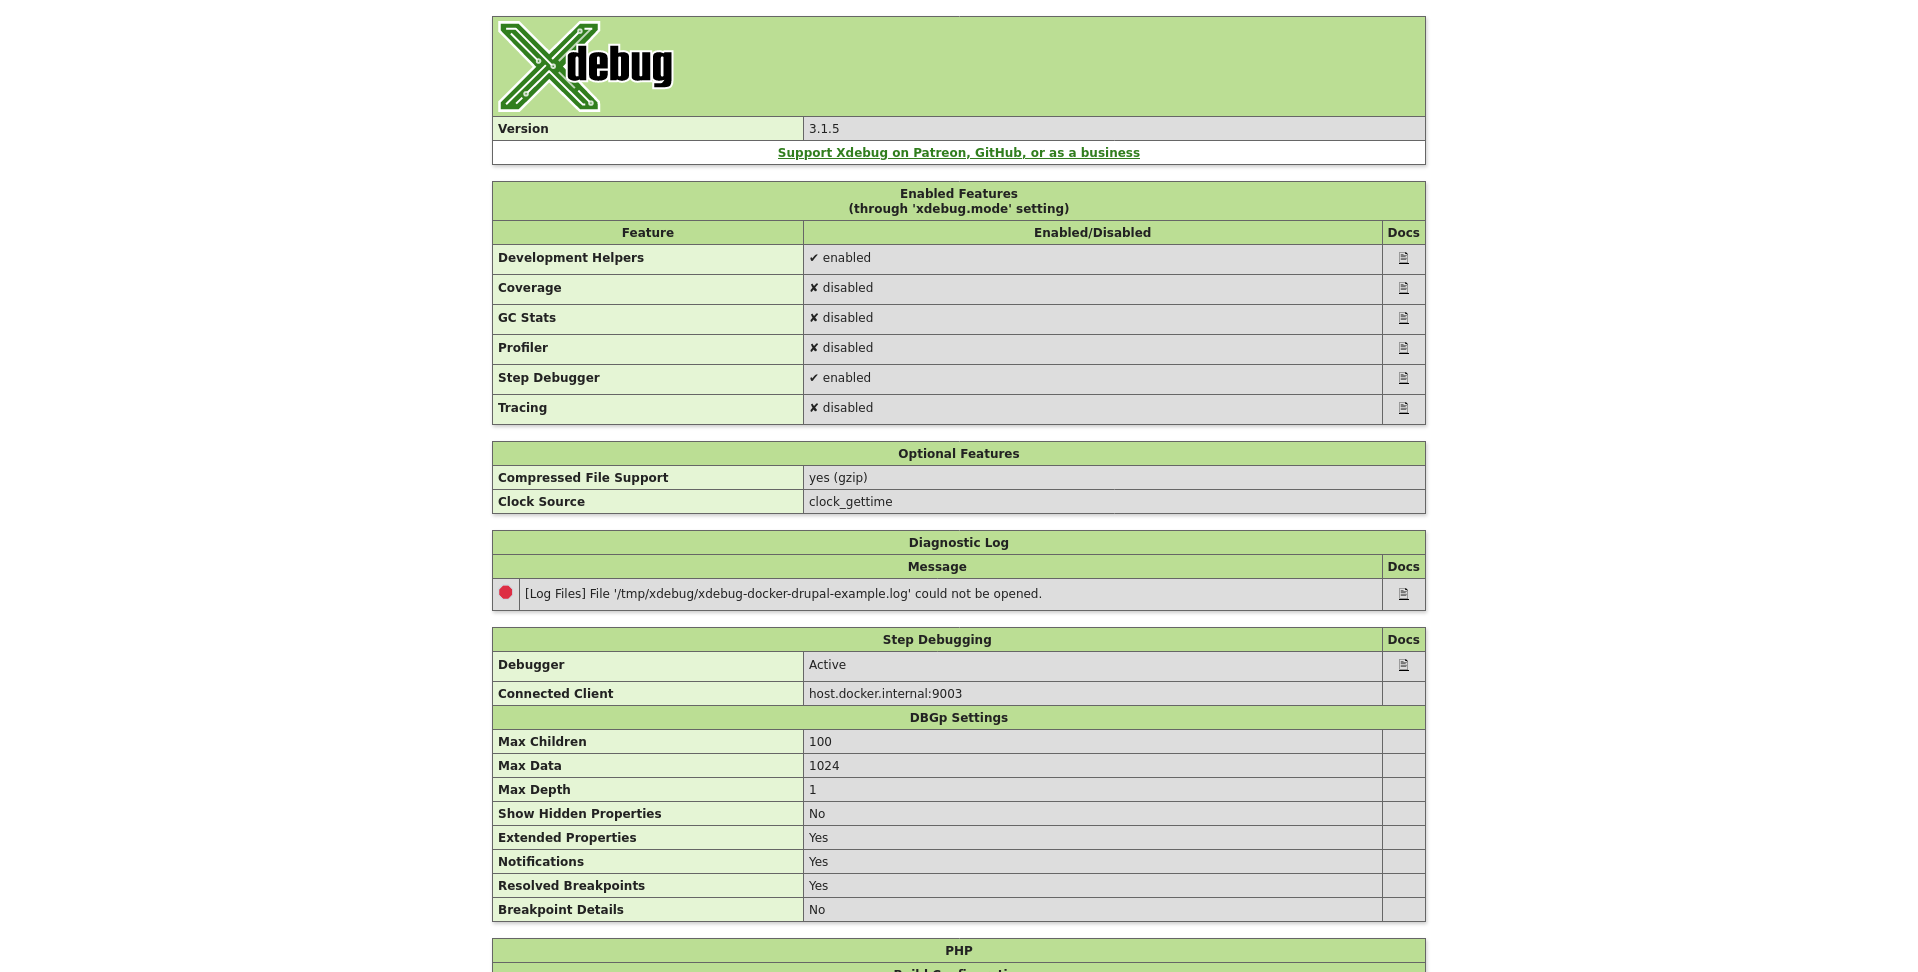 Xdebug
Version 3.1.5
Support Xdebug on Patreon, GitHub, or as a business
Enabled Features
(through 'xdebug.mode' setting)
Feature Enabled/Disabled Docs
Development Helpers ✔ enabled
Coverage ✘ disabled
GC Stats ✘ disabled
Profiler ✘ disabled
Step Debugger ✔ enabled
Tracing ✘ disabled
Optional Features
Compressed File Support yes (gzip)
Clock Source clock_gettime
Diagnostic Log
Message Docs
[Log Files] File '/tmp/xdebug/xdebug-docker-drupal-example.log' could not be opened.
Step Debugging Docs
Debugger Active
Connected Client host.docker.internal:9003
DBGp Settings
Max Children 100
Max Data 1024
Max Depth 1
Show Hidden Properties No
Extended Properties Yes
Notifications Yes
Resolved Breakpoints Yes
Breakpoint Details No
PHP